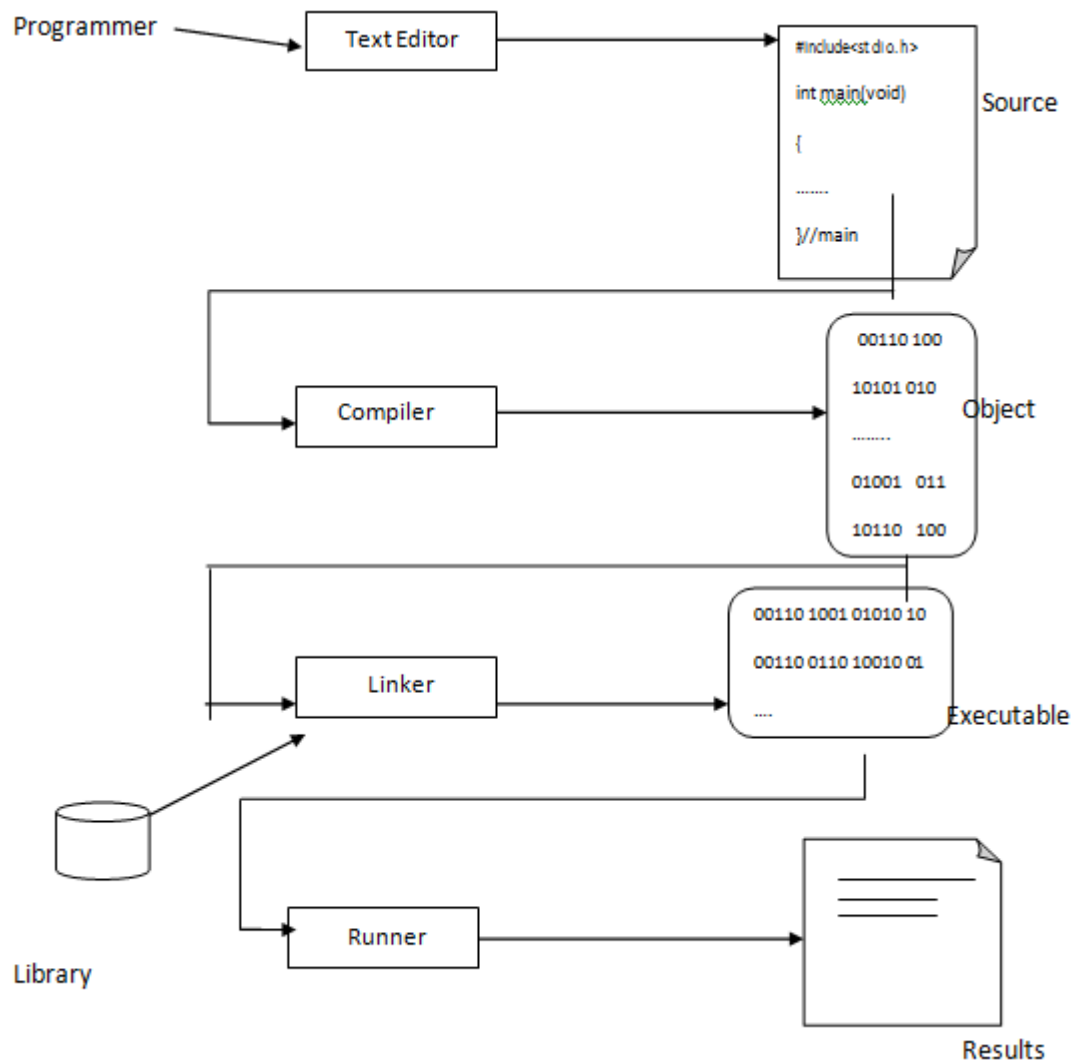 Programmer
Text Editor
#include<stdio.h>
int main(void)
{
........
}//main
Source
Compiler
00110 100
10101 010
........
01001 011
10110 100
Object
Linker
00110 1001 01010 10
00110 0110 10010 01
....
Executable
Library
Runner
Results